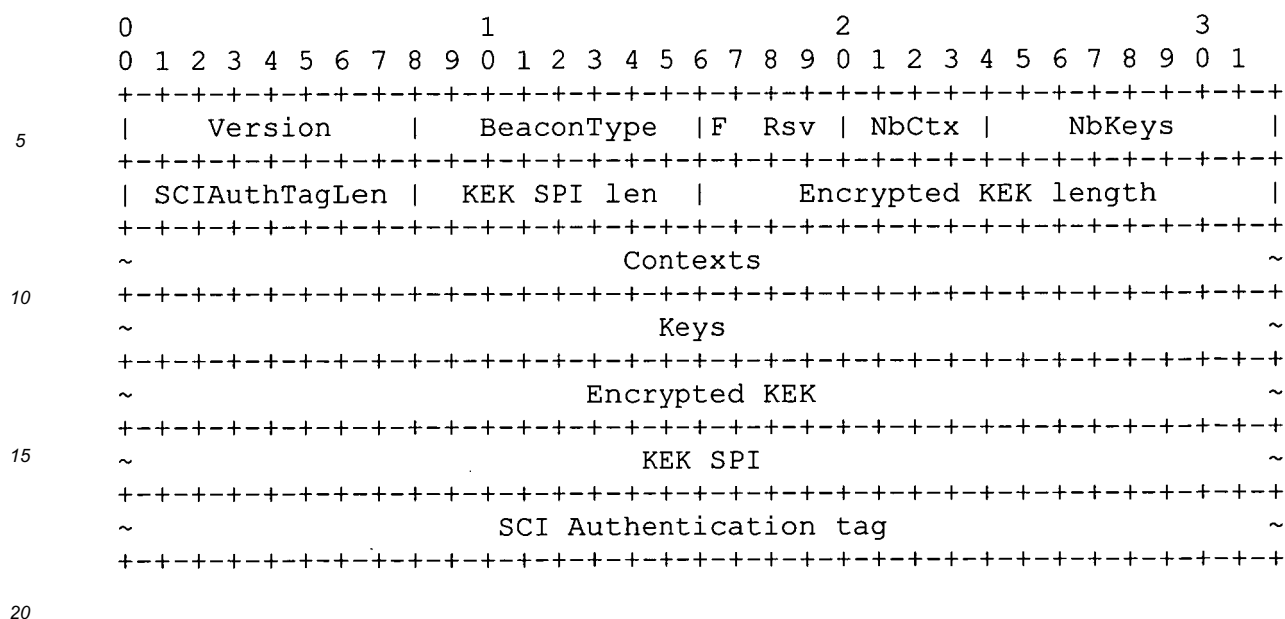 0 1 2 3
0 1 2 3 4 5 6 7 8 9 0 1 2 3 4 5 6 7 8 9 0 1 2 3 4 5 6 7 8 9 0 1
+-+-+-+-+-+-+-+-+-+-+-+-+-+-+-+-+-+-+-+-+-+-+-+-+-+-+-+-+-+-+-+-+
5 | Version | BeaconType |F Rsv | NbCtx | NbKeys |
+-+-+-+-+-+-+-+-+-+-+-+-+-+-+-+-+-+-+-+-+-+-+-+-+-+-+-+-+-+-+-+-+
| SCIAuthTagLen | KEK SPI len | Encrypted KEK length |
+-+-+-+-+-+-+-+-+-+-+-+-+-+-+-+-+-+-+-+-+-+-+-+-+-+-+-+-+-+-+-+-+
~ Contexts ~
10 +-+-+-+-+-+-+-+-+-+-+-+-+-+-+-+-+-+-+-+-+-+-+-+-+-+-+-+-+-+-+-+-+
~ Keys ~
+-+-+-+-+-+-+-+-+-+-+-+-+-+-+-+-+-+-+-+-+-+-+-+-+-+-+-+-+-+-+-+-+
~ Encrypted KEK ~
+-+-+-+-+-+-+-+-+-+-+-+-+-+-+-+-+-+-+-+-+-+-+-+-+-+-+-+-+-+-+-+-+
15 ~ KEK SPI ~
+-+-+-+-+-+-+-+-+-+-+-+-+-+-+-+-+-+-+-+-+-+-+-+-+-+-+-+-+-+-+-+-+
~ SCI Authentication tag ~
+-+-+-+-+-+-+-+-+-+-+-+-+-+-+-+-+-+-+-+-+-+-+-+-+-+-+-+-+-+-+-+-+
20